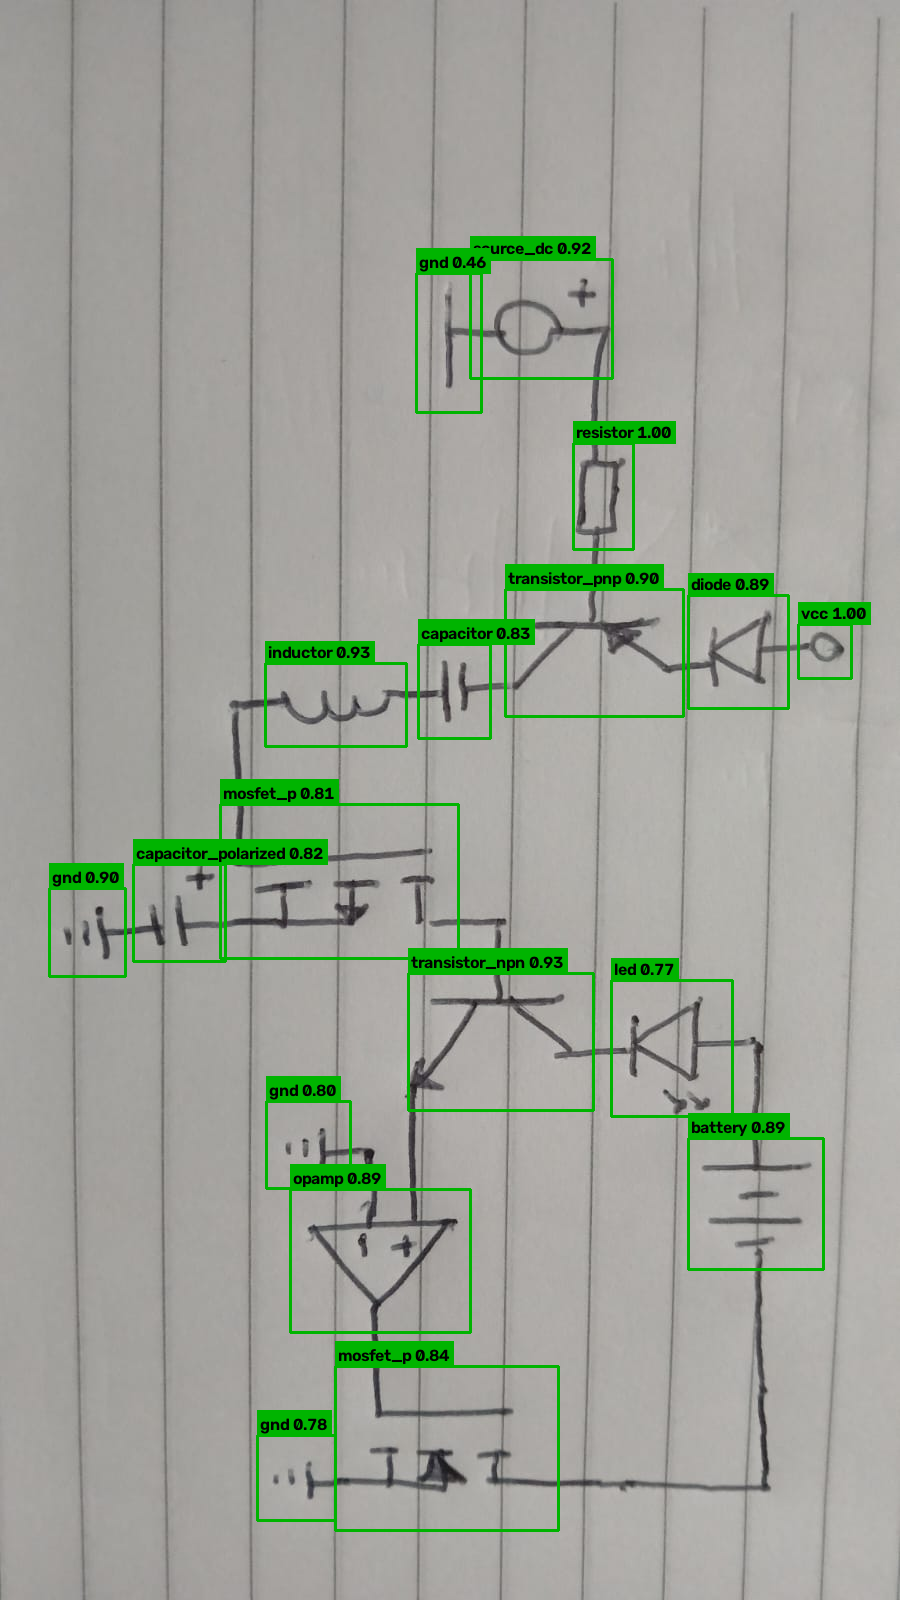 source_dc 0.92
gnd 0.46
+
resistor 1.00
transistor_pnp 0.90
diode 0.89
vcc 1.00
capacitor 0.83
inductor 0.93
mosfet_p 0.81
capacitor_polarized 0.82
gnd 0.90
+
transistor_npn 0.93
led 0.77
gnd 0.80
battery 0.89
opamp 0.89
- +
mosfet_p 0.84
gnd 0.78